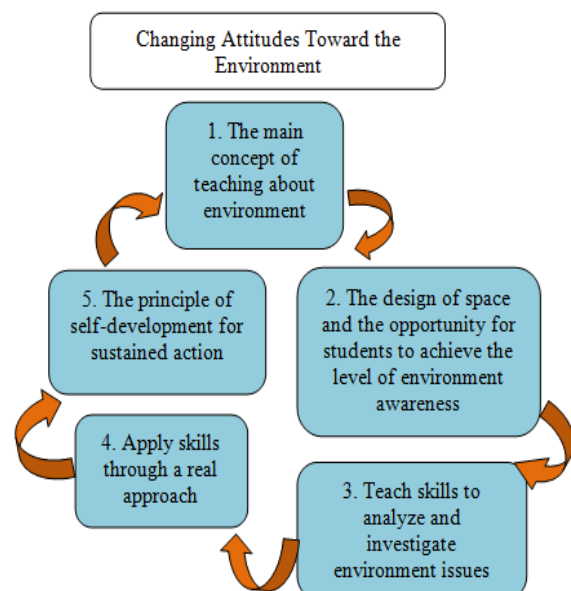 Changing Attitudes Toward the
Environment
1. The main
concept of
teaching about
environment
2. The design of space
and the opportunity for
students to achieve the
level of environment
awareness
3. Teach skills to
analyze and
investigate
environment issues
4. Apply skills
through a real
approach
5. The principle of
self-development for
sustained action